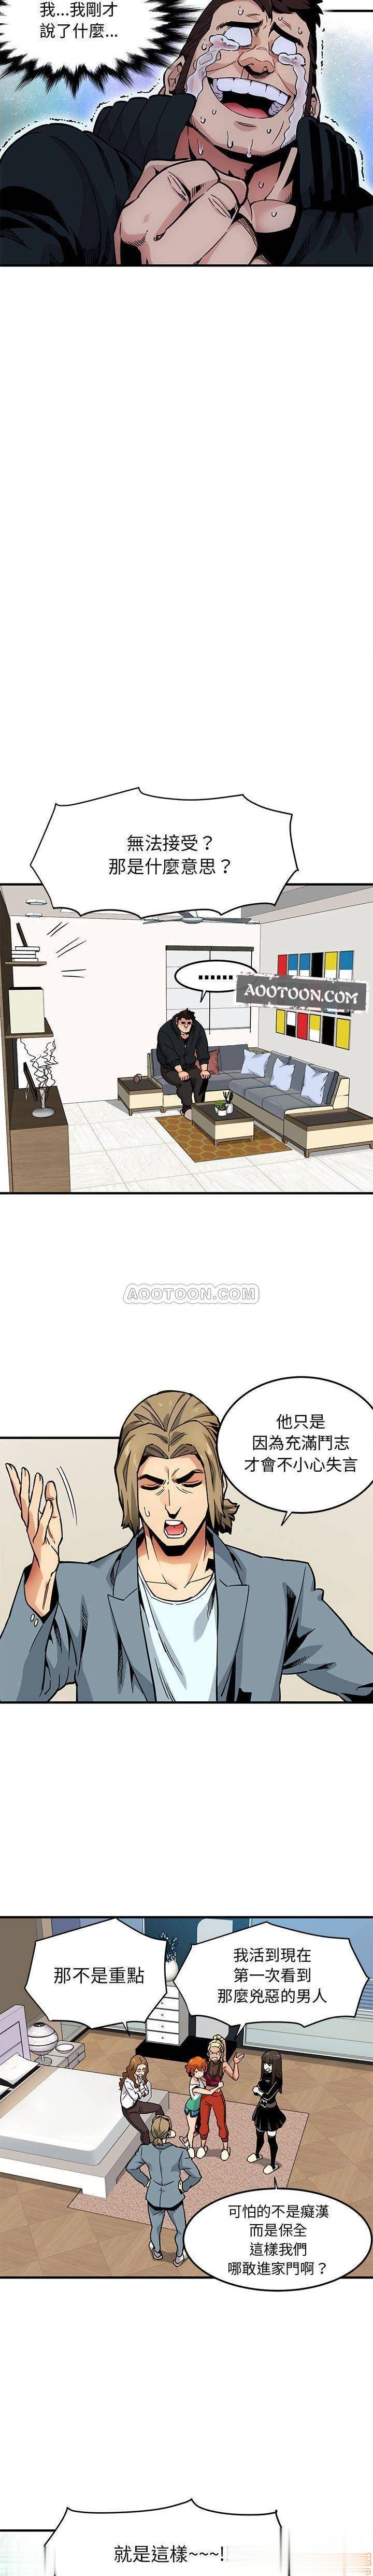 我...我剛才
說了什麼...
無法接受？
那是什麼意思？
......
AOOTOON.COM
AOOTOON.COM
他只是
因為充滿鬥志
才會不小心失言
那不是重點
我活到現在
第一次看到
那麼兇惡的男人
可怕的不是癡漢
而是保全
這樣我們
哪敢進家門啊？
就是這樣~~~!